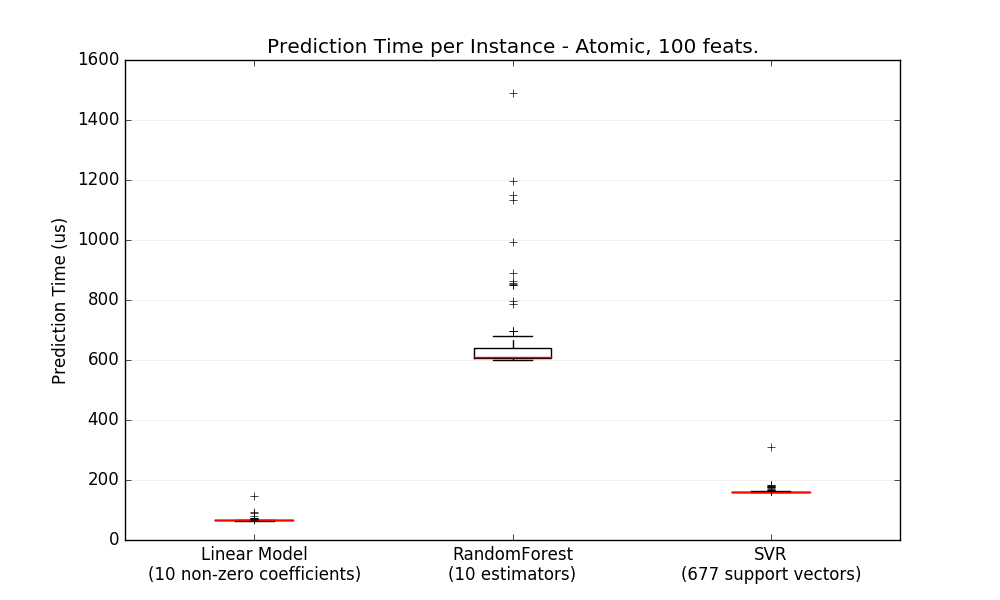 Prediction Time per Instance - Atomic, 100 feats.
1600
1400
1200
1000
800
600
400
200
0
Prediction Time (us)
Linear Model
(10 non-zero coefficients)
RandomForest
(10 estimators)
SVR
(677 support vectors)